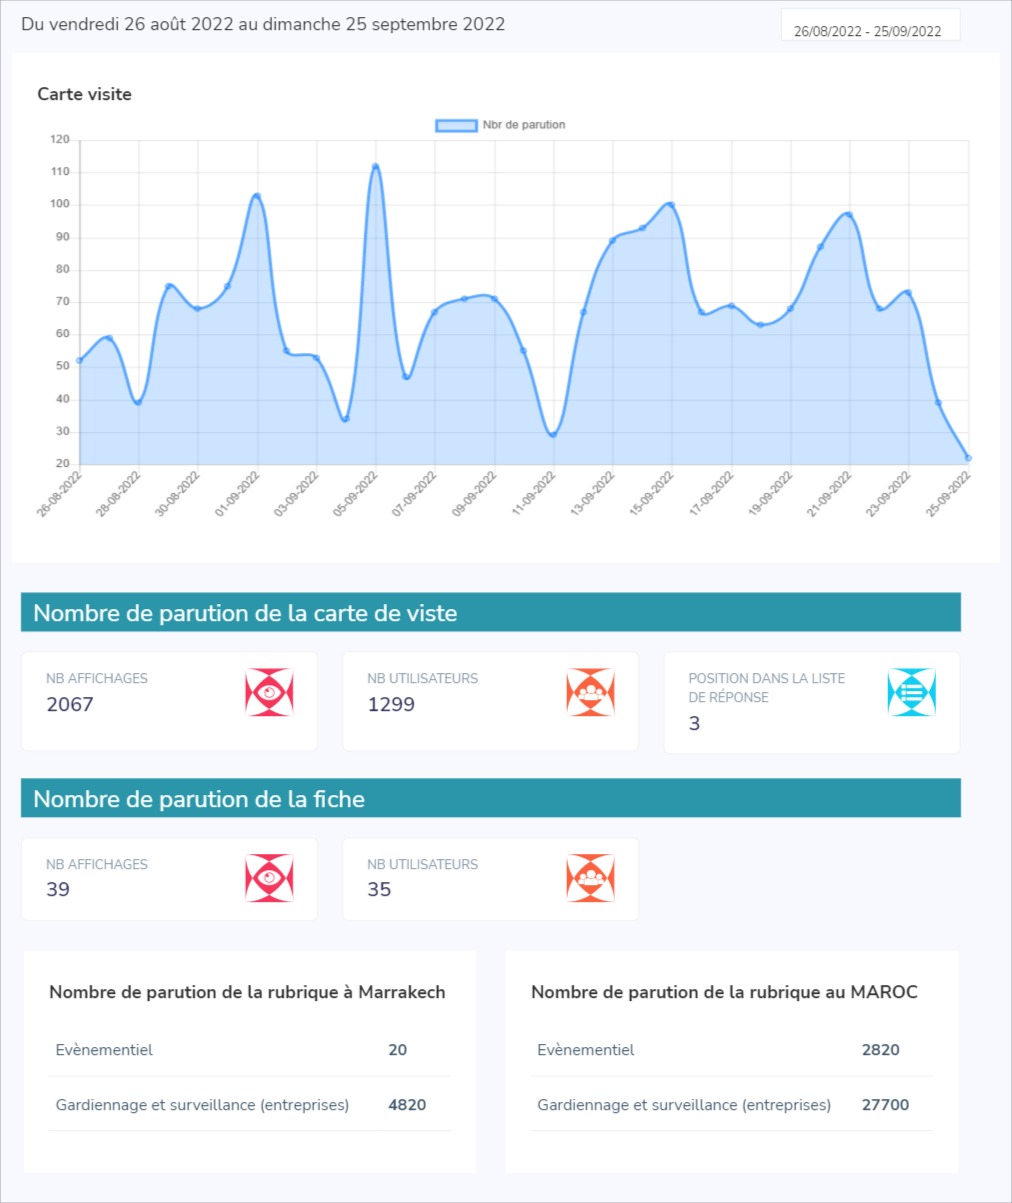 Du vendredi 26 août 2022 au dimanche 25 septembre 2022
26/08/2022 - 25/09/2022
Carte visite
Nbr de parution
120
110
100
90
80
70
60
50
40
30
20
26-08-2022
28-08-2022
30-08-2022
01-09-2022
03-09-2022
05-09-2022
07-09-2022
09-09-2022
11-09-2022
13-09-2022
15-09-2022
17-09-2022
19-09-2022
21-09-2022
23-09-2022
25-09-2022
Nombre de parution de la carte de viste
NB AFFICHAGES
2067
NB UTILISATEURS
1299
POSITION DANS LA LISTE
DE RÉPONSE
3
Nombre de parution de la fiche
NB AFFICHAGES
39
NB UTILISATEURS
35
Nombre de parution de la rubrique à Marrakech
Evènementiel 20
Gardiennage et surveillance (entreprises) 4820
Nombre de parution de la rubrique au MAROC
Evènementiel 2820
Gardiennage et surveillance (entreprises) 27700